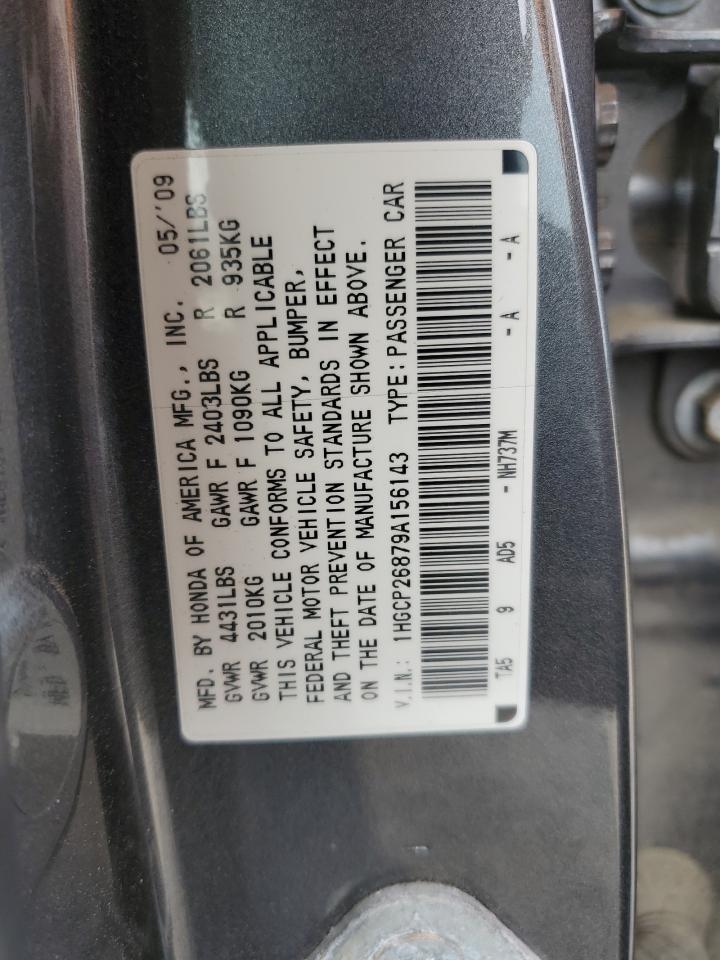 MFD. BY HONDA OF AMERICA MFG., INC. 05/'09
GVWR 4431LBS GAWR F 2403LBS R 2061LBS
GVWR 2010KG GAWR F 1090KG R 935KG
THIS VEHICLE CONFORMS TO ALL APPLICABLE
FEDERAL MOTOR VEHICLE SAFETY, BUMPER,
AND THEFT PREVENTION STANDARDS IN EFFECT
ON THE DATE OF MANUFACTURE SHOWN ABOVE.
V.I.N.: 1HGCP26879A156143 TYPE: PASSENGER CAR
TA5 9 AD5 - NH737M - A - A